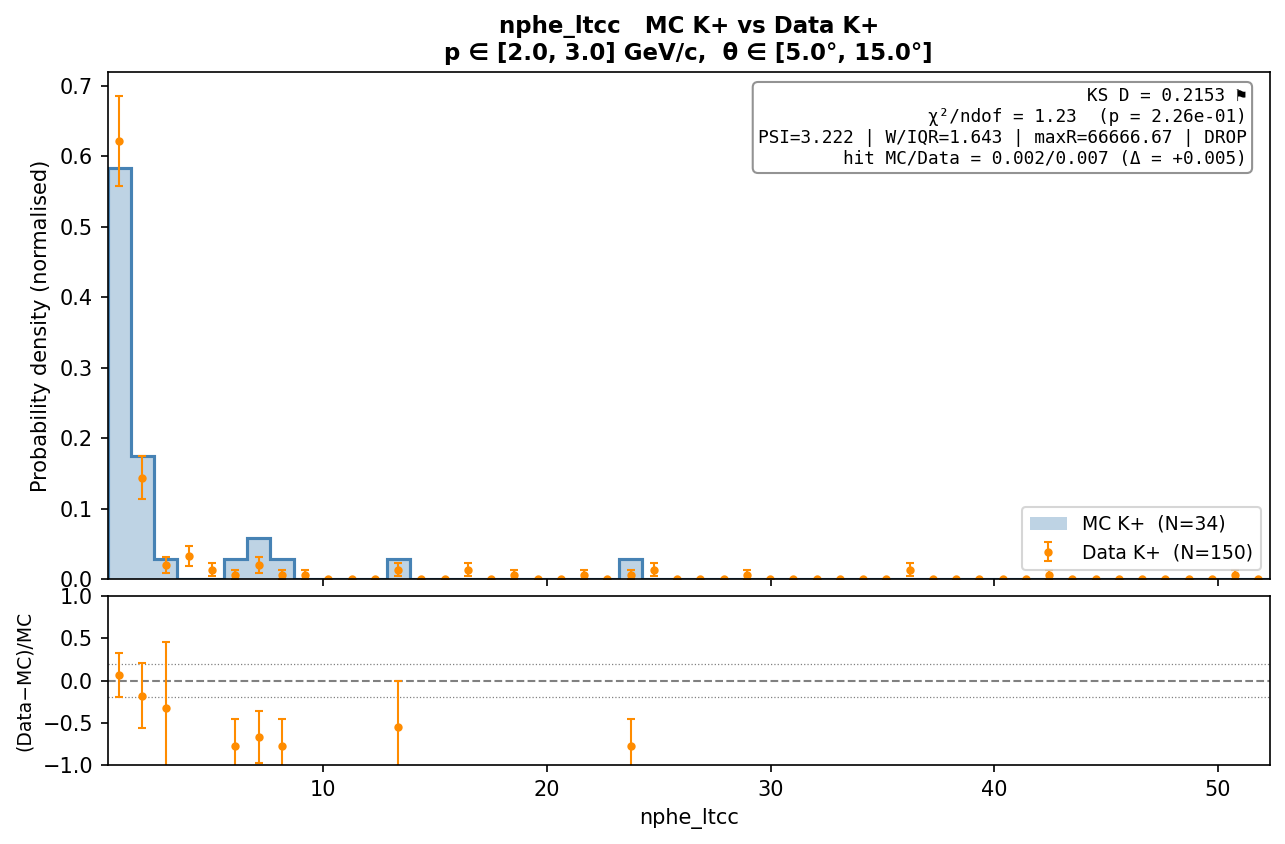 nphe_ltcc   MC K+ vs Data K+
p ∈ [2.0, 3.0] GeV/c,  θ ∈ [5.0°, 15.0°]
KS D = 0.2153 ⚑
χ²/ndof = 1.23  (p = 2.26e-01)
PSI=3.222 | W/IQR=1.643 | maxR=66666.67 | DROP
hit MC/Data = 0.002/0.007 (Δ = +0.005)
Probability density (normalised)
0.7
0.6
0.5
0.4
0.3
0.2
0.1
0.0
MC K+  (N=34)
Data K+  (N=150)
(Data−MC)/MC
1.0
0.5
0.0
−0.5
−1.0
10
20
30
40
50
nphe_ltcc